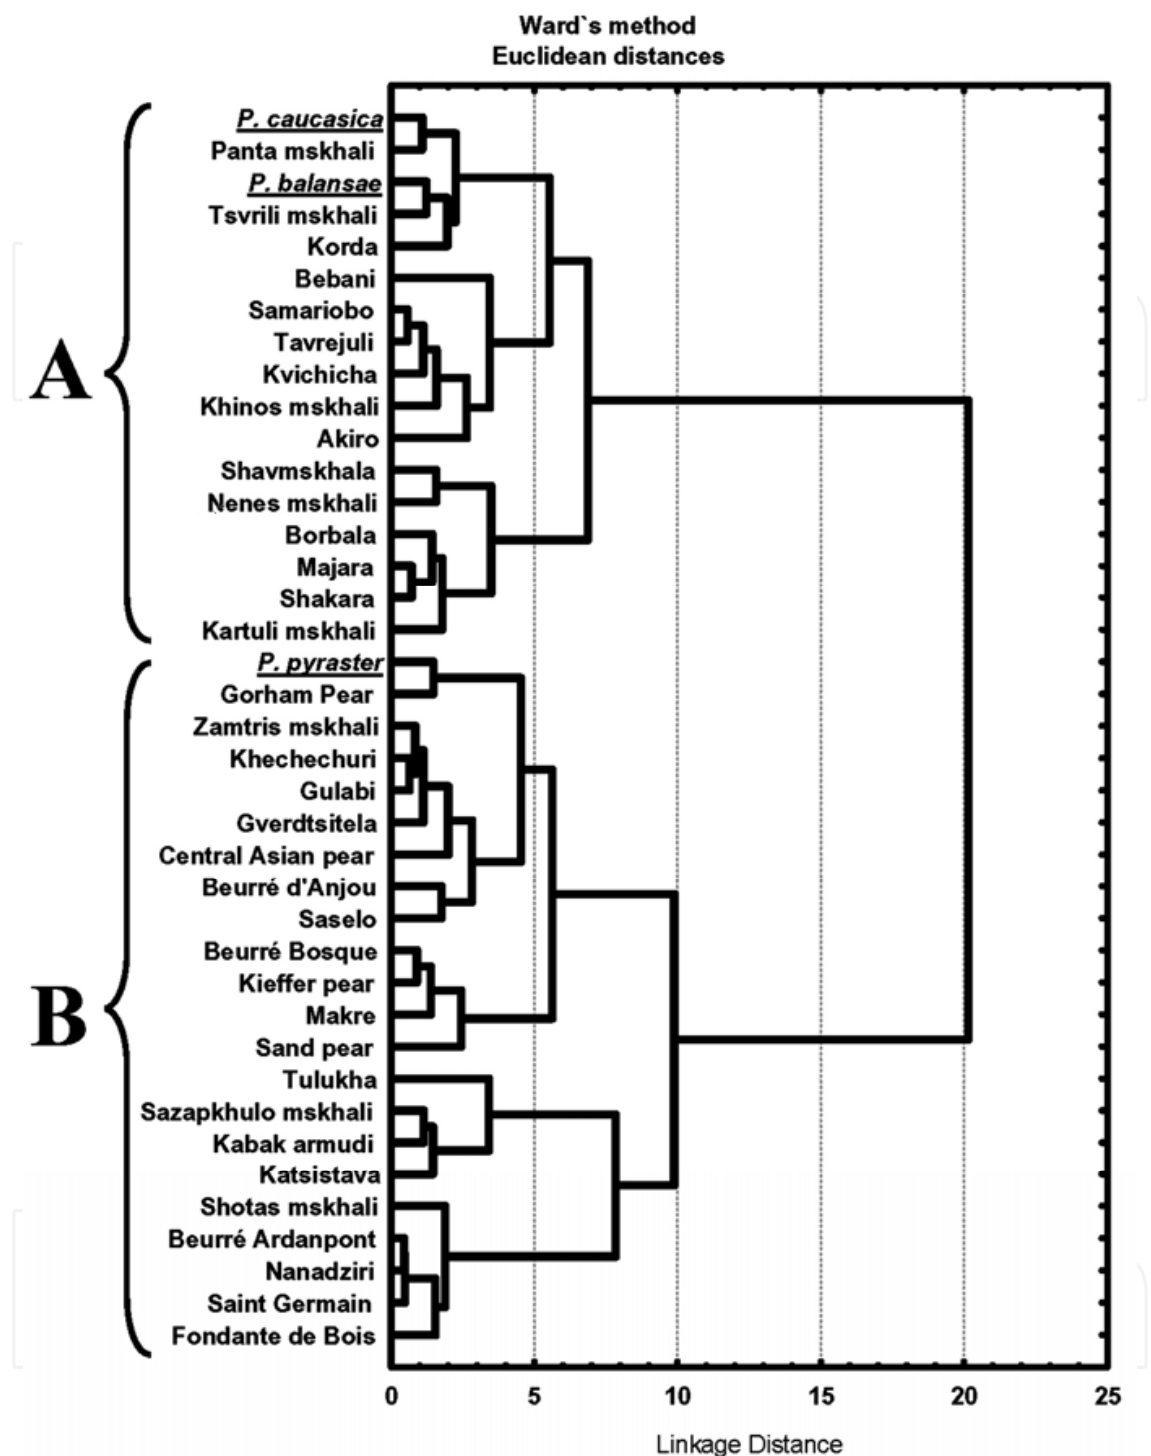 Ward`s method
Euclidean distances
P. caucasica
Panta mskhali
P. balansae
Tsvrili mskhali
Korda
Bebani
Samariobo
Tavrejuli
A
Kvichicha
Khinos mskhali
Akiro
Shavmskhala
Nenes mskhali
Borbala
Majara
Shakara
Kartuli mskhali
P. pyraster
Gorham Pear
Zamtris mskhali
Khechechuri
Gulabi
Gverdtsitela
Central Asian pear
Beurré d'Anjou
Saselo
Beurré Bosque
Kieffer pear
B
Makre
Sand pear
Tulukha
Sazapkhulo mskhali
Kabak armudi
Katsistava
Shotas mskhali
Beurré Ardanpont
Nanadziri
Saint Germain
Fondante de Bois
0 5 10 15 20 25
Linkage Distance